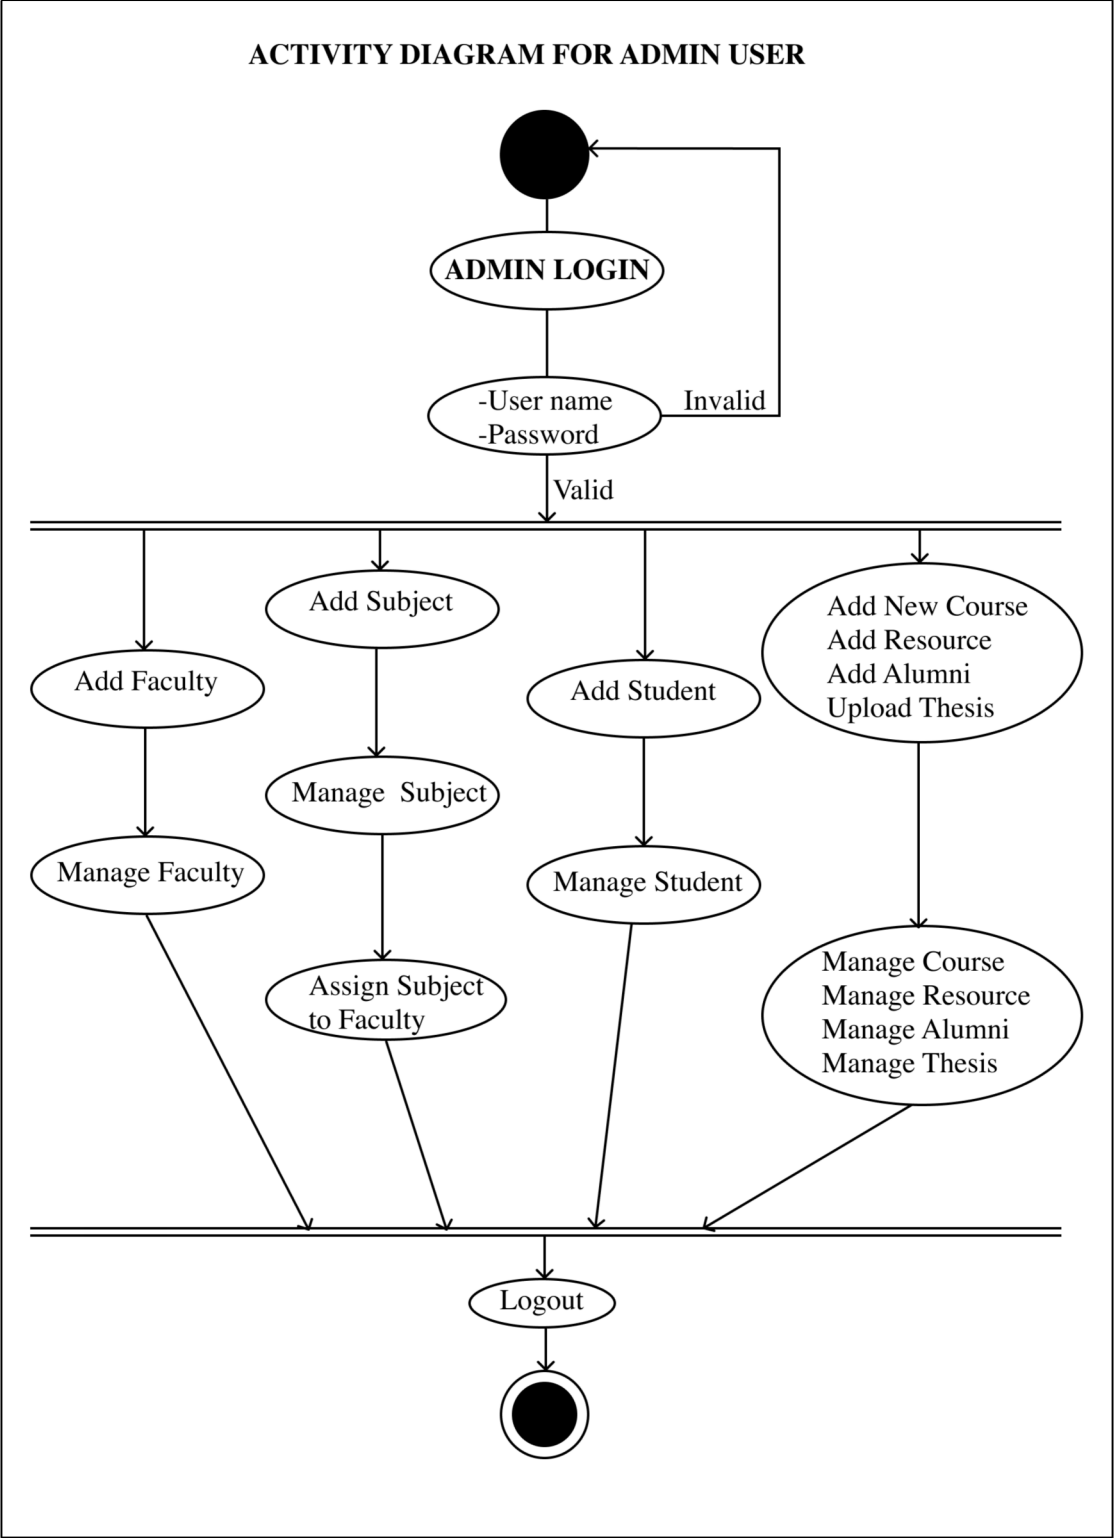 ACTIVITY DIAGRAM FOR ADMIN USER
ADMIN LOGIN
-User name
-Password
Invalid
Valid
Add Faculty
Manage Faculty
Add Subject
Manage  Subject
Assign Subject
to Faculty
Add Student
Manage Student
Add New Course
Add Resource
Add Alumni
Upload Thesis
Manage Course
Manage Resource
Manage Alumni
Manage Thesis
Logout